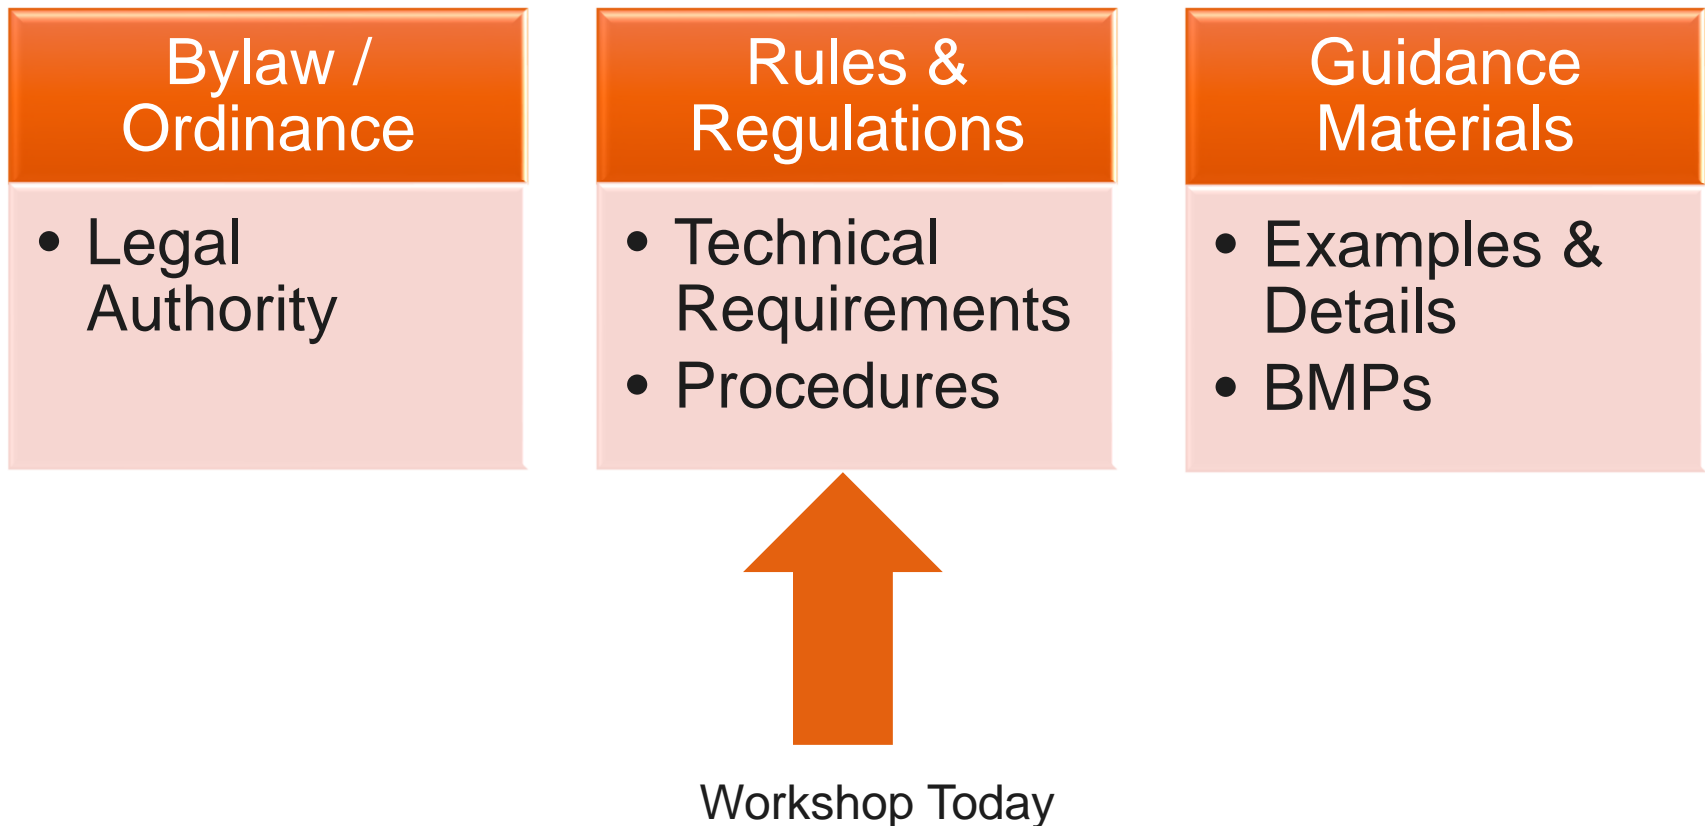 Bylaw /
Ordinance
• Legal
Authority
Rules &
Regulations
• Technical
Requirements
• Procedures
Guidance
Materials
• Examples &
Details
• BMPs
Workshop Today